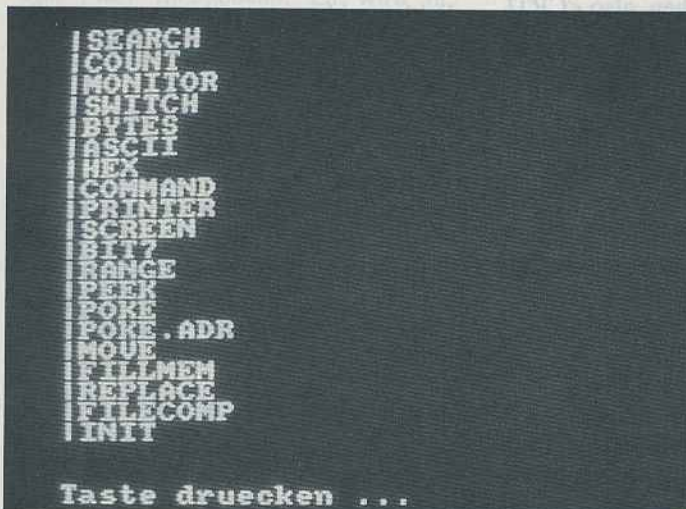 |SEARCH
|COUNT
|MONITOR
|SWITCH
|BYTES
|ASCII
|HEX
|COMMAND
|PRINTER
|SCREEN
|BIT7
|RANGE
|PEEK
|POKE
|POKE.ADR
|MOVE
|FILLMEM
|REPLACE
|FILECOMP
|INIT
Taste druecken ...